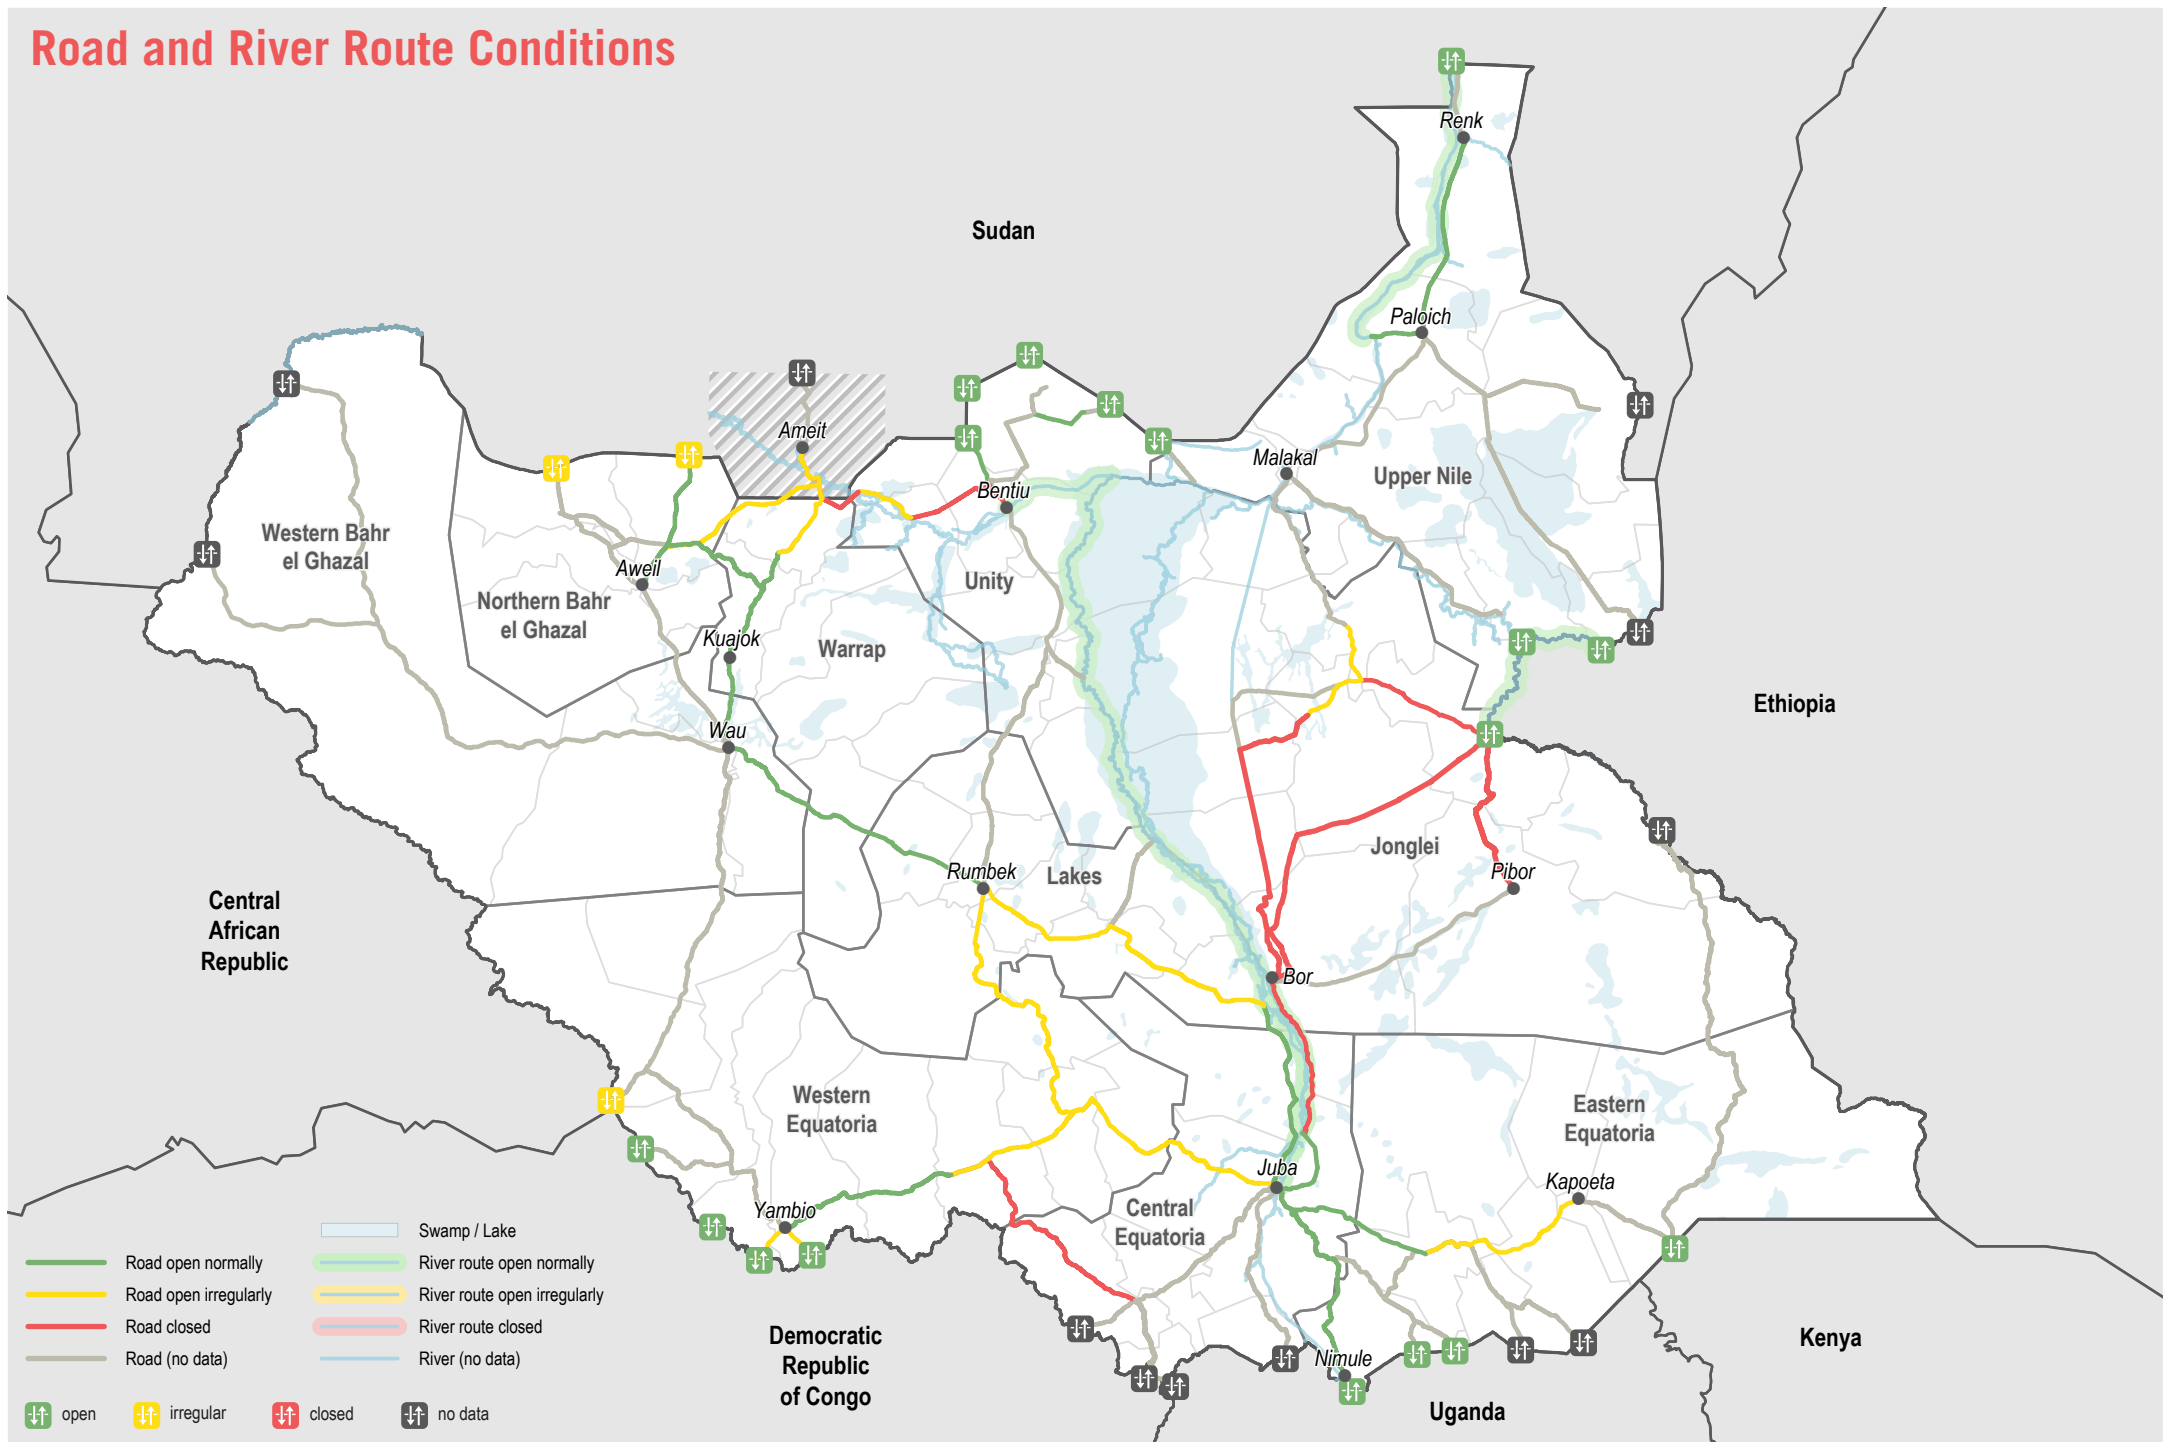 Road and River Route Conditions
Renk
Sudan
Paloich
Ameit
Malakal
Upper Nile
Bentiu
Western Bahr
el Ghazal
Aweil
Unity
Northern Bahr
el Ghazal
Kuajok
Warrap
Ethiopia
Wau
Jonglei
Rumbek
Lakes
Pibor
Central
African
Republic
Bor
Western
Equatoria
Eastern
Equatoria
Juba
Kapoeta
Yambio
Central
Equatoria
Democratic
Republic
of Congo
Nimule
Kenya
Uganda
Swamp / Lake
Road open normally
River route open normally
Road open irregularly
River route open irregularly
Road closed
River route closed
Road (no data)
River (no data)
open
irregular
closed
no data